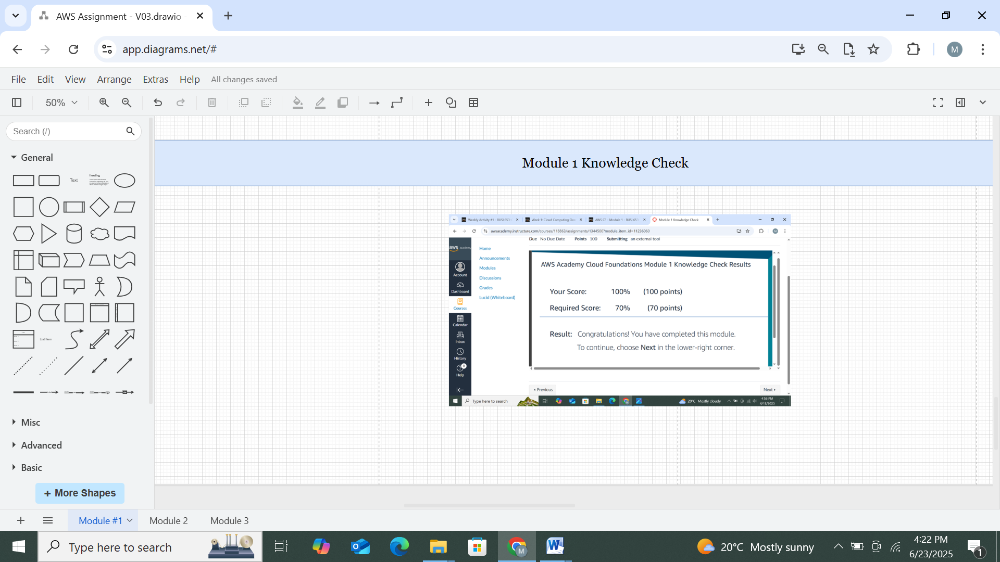 AWS Assignment - V03.drawio -
app.diagrams.net/#
M
File Edit View Arrange Extras Help All changes saved
50%
Search (/)
General
Text
Heading
List Item
Misc
Advanced
Basic
+ More Shapes
Module 1 Knowledge Check
Weekly Activity #1 - BUSI 653: Week 1: Cloud Computing Ove AWS CF - Module 1 - BUSI 653 Module 1 Knowledge Check
awsacademy.instructure.com/courses/118863/assignments/1344500?module_item_id=11236060
Due No Due Date Points 100 Submitting an external tool
aws academy
Account
Dashboard
Courses
Calendar
Inbox
History
Help
Home
Announcements
Modules
Discussions
Grades
Lucid (Whiteboard)
AWS Academy Cloud Foundations Module 1 Knowledge Check Results
Your Score: 100% (100 points)
Required Score: 70% (70 points)
Result: Congratulations! You have completed this module.
To continue, choose Next in the lower-right corner.
Previous
Next
Type here to search
20°C Mostly cloudy
4:56 PM
4/18/2025
Module #1 Module 2 Module 3
Type here to search
20°C Mostly sunny
4:22 PM
6/23/2025
1